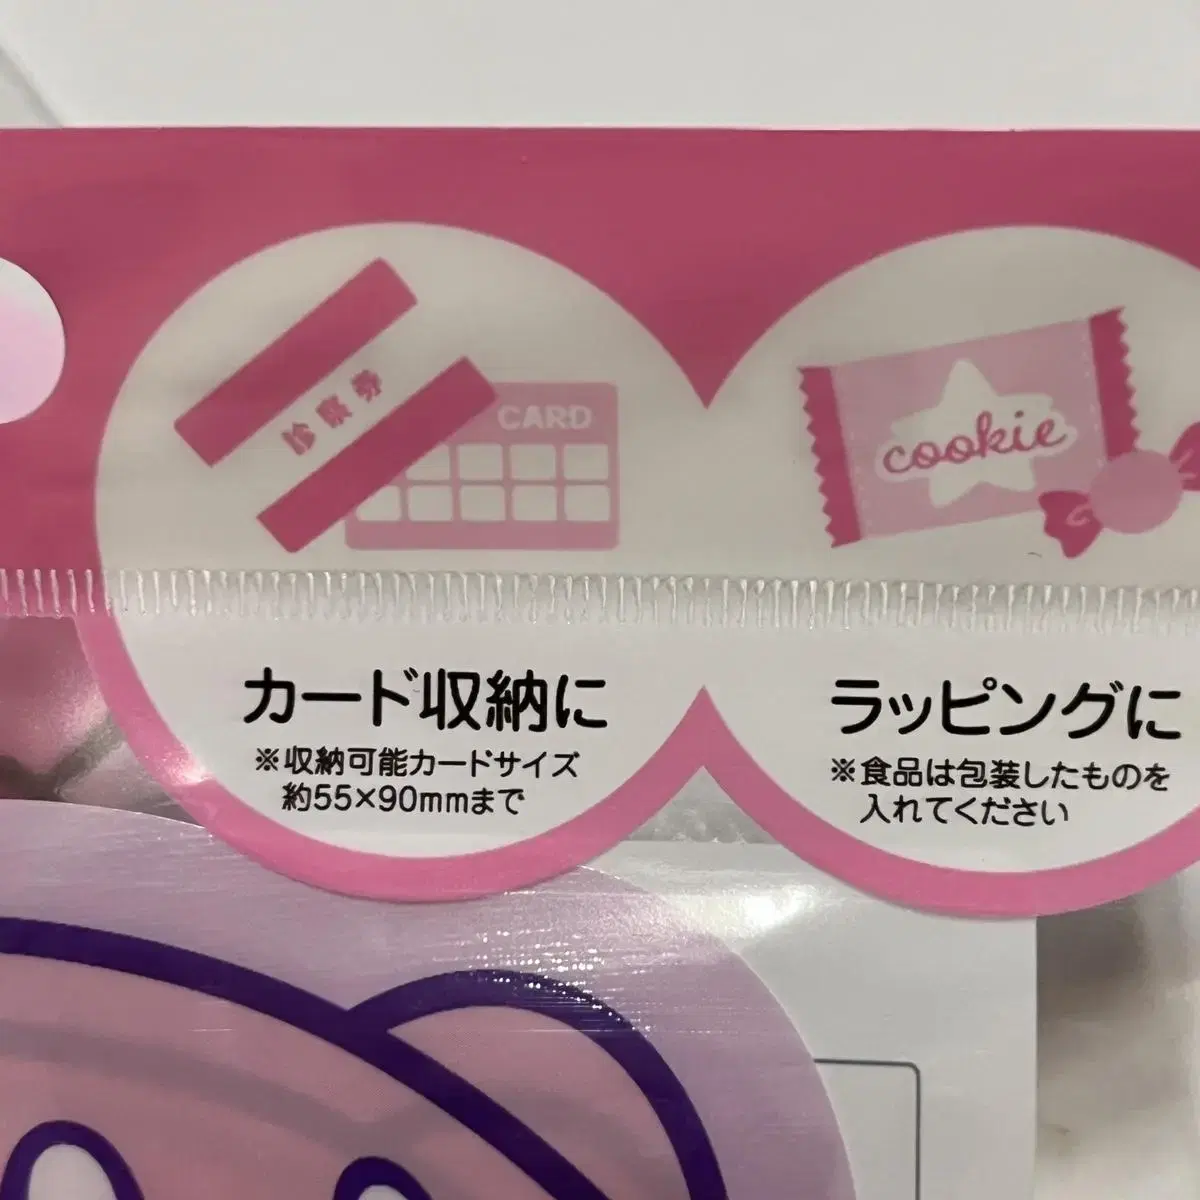 診察券
CARD
cookie
カード収納に
※収納可能カードサイズ
約55×90mmまで
ラッピングに
※食品は包装したものを
入れてください